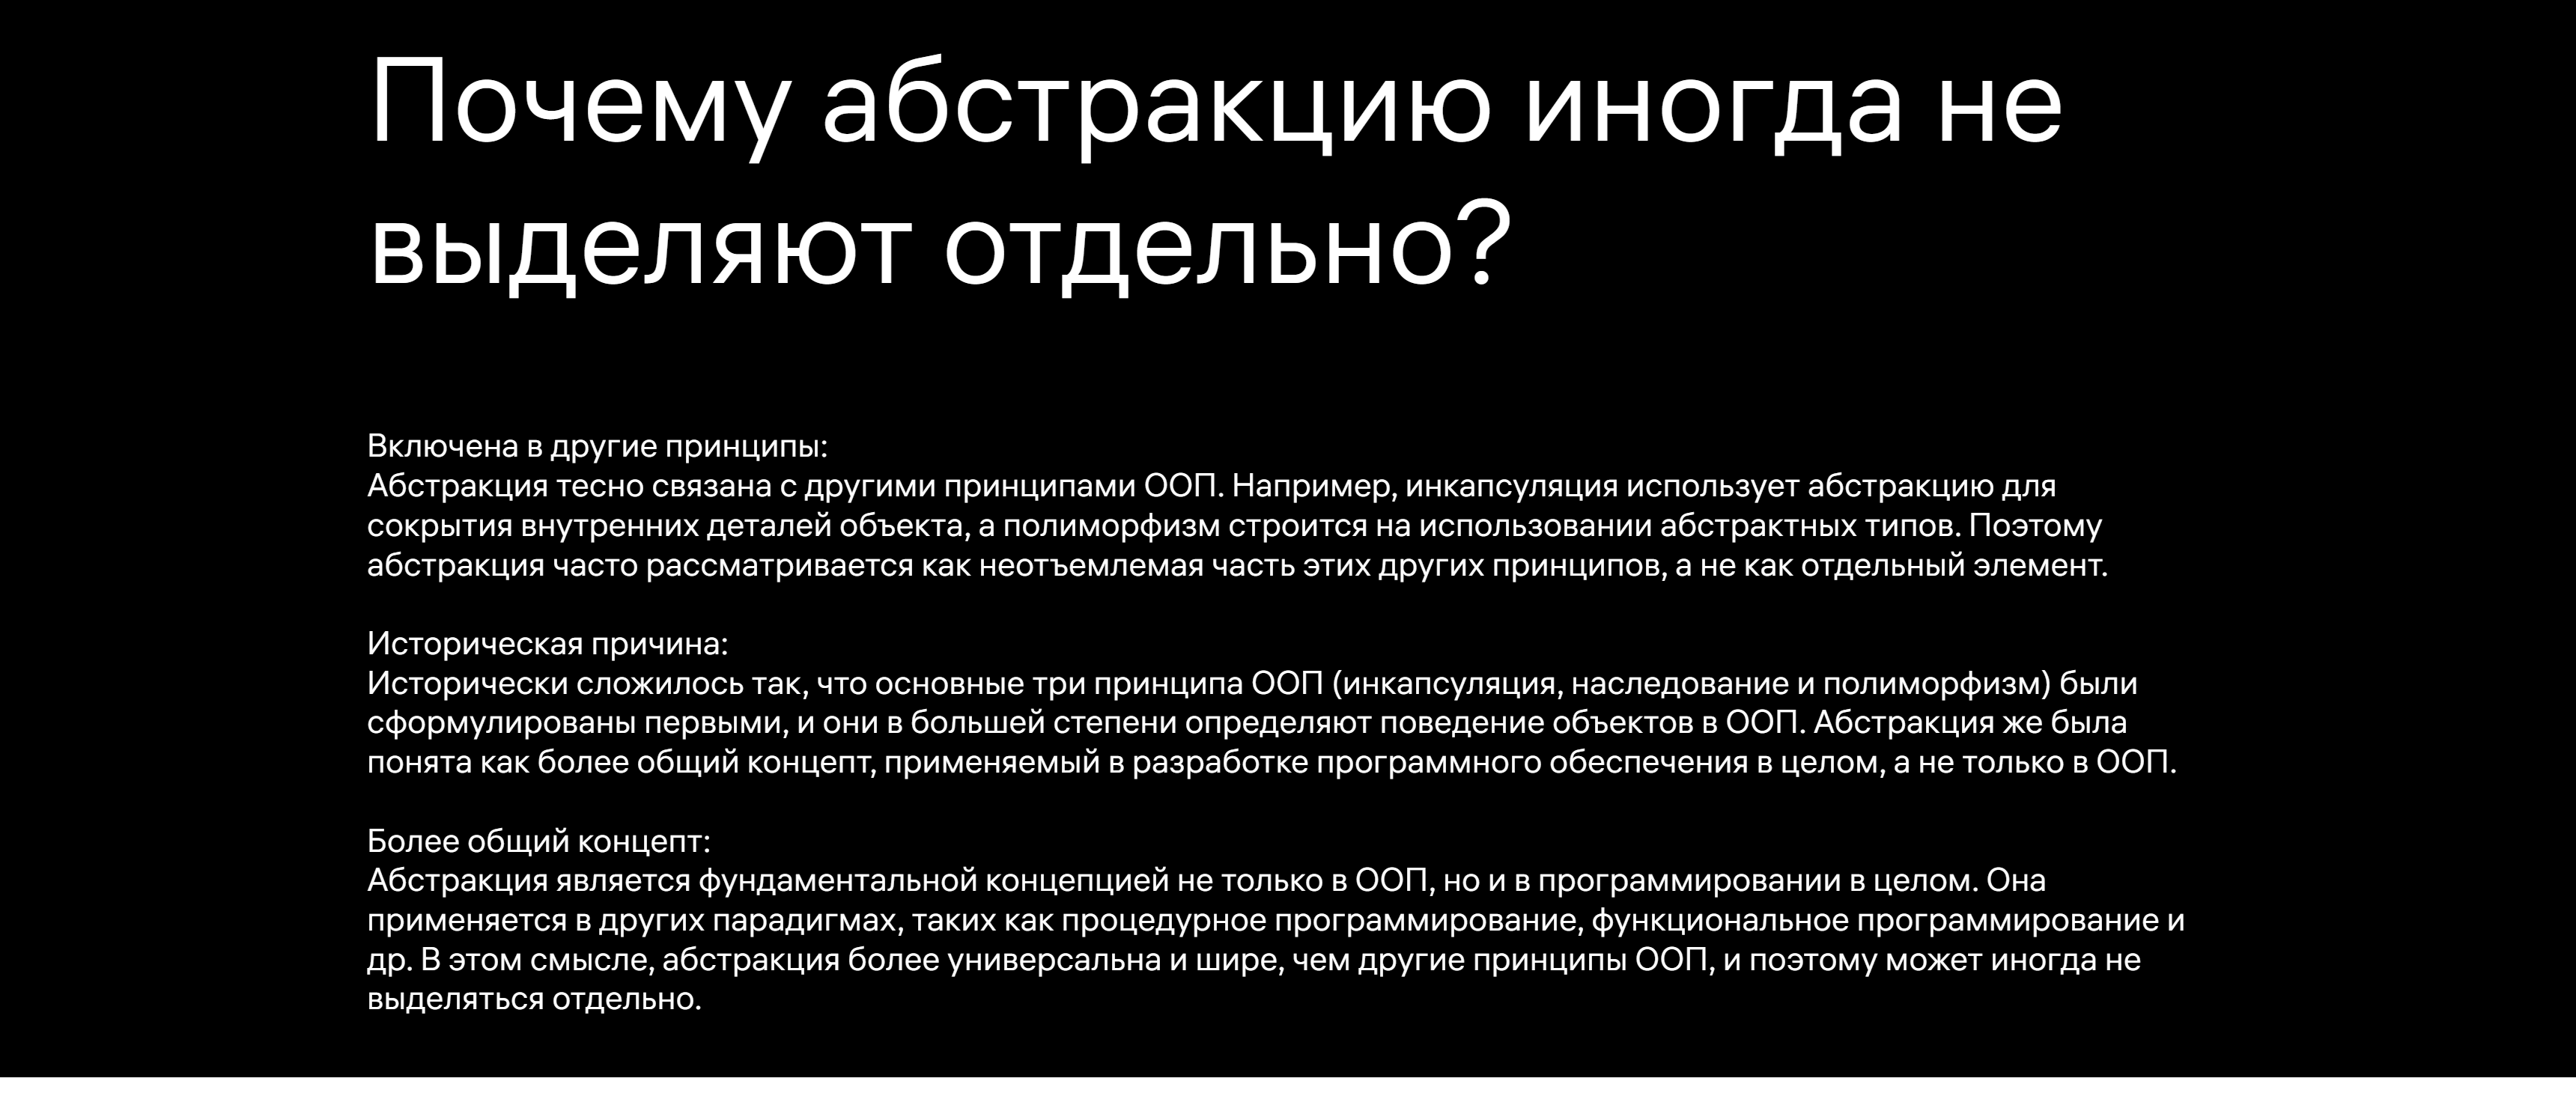 Почему абстракцию иногда не
выделяют отдельно?
Включена в другие принципы:
Абстракция тесно связана с другими принципами ООП. Например, инкапсуляция использует абстракцию для
сокрытия внутренних деталей объекта, а полиморфизм строится на использовании абстрактных типов. Поэтому
абстракция часто рассматривается как неотъемлемая часть этих других принципов, а не как отдельный элемент.
Историческая причина:
Исторически сложилось так, что основные три принципа ООП (инкапсуляция, наследование и полиморфизм) были
сформулированы первыми, и они в большей степени определяют поведение объектов в ООП. Абстракция же была
понята как более общий концепт, применяемый в разработке программного обеспечения в целом, а не только в ООП.
Более общий концепт:
Абстракция является фундаментальной концепцией не только в ООП, но и в программировании в целом. Она
применяется в других парадигмах, таких как процедурное программирование, функциональное программирование и
др. В этом смысле, абстракция более универсальна и шире, чем другие принципы ООП, и поэтому может иногда не
выделяться отдельно.